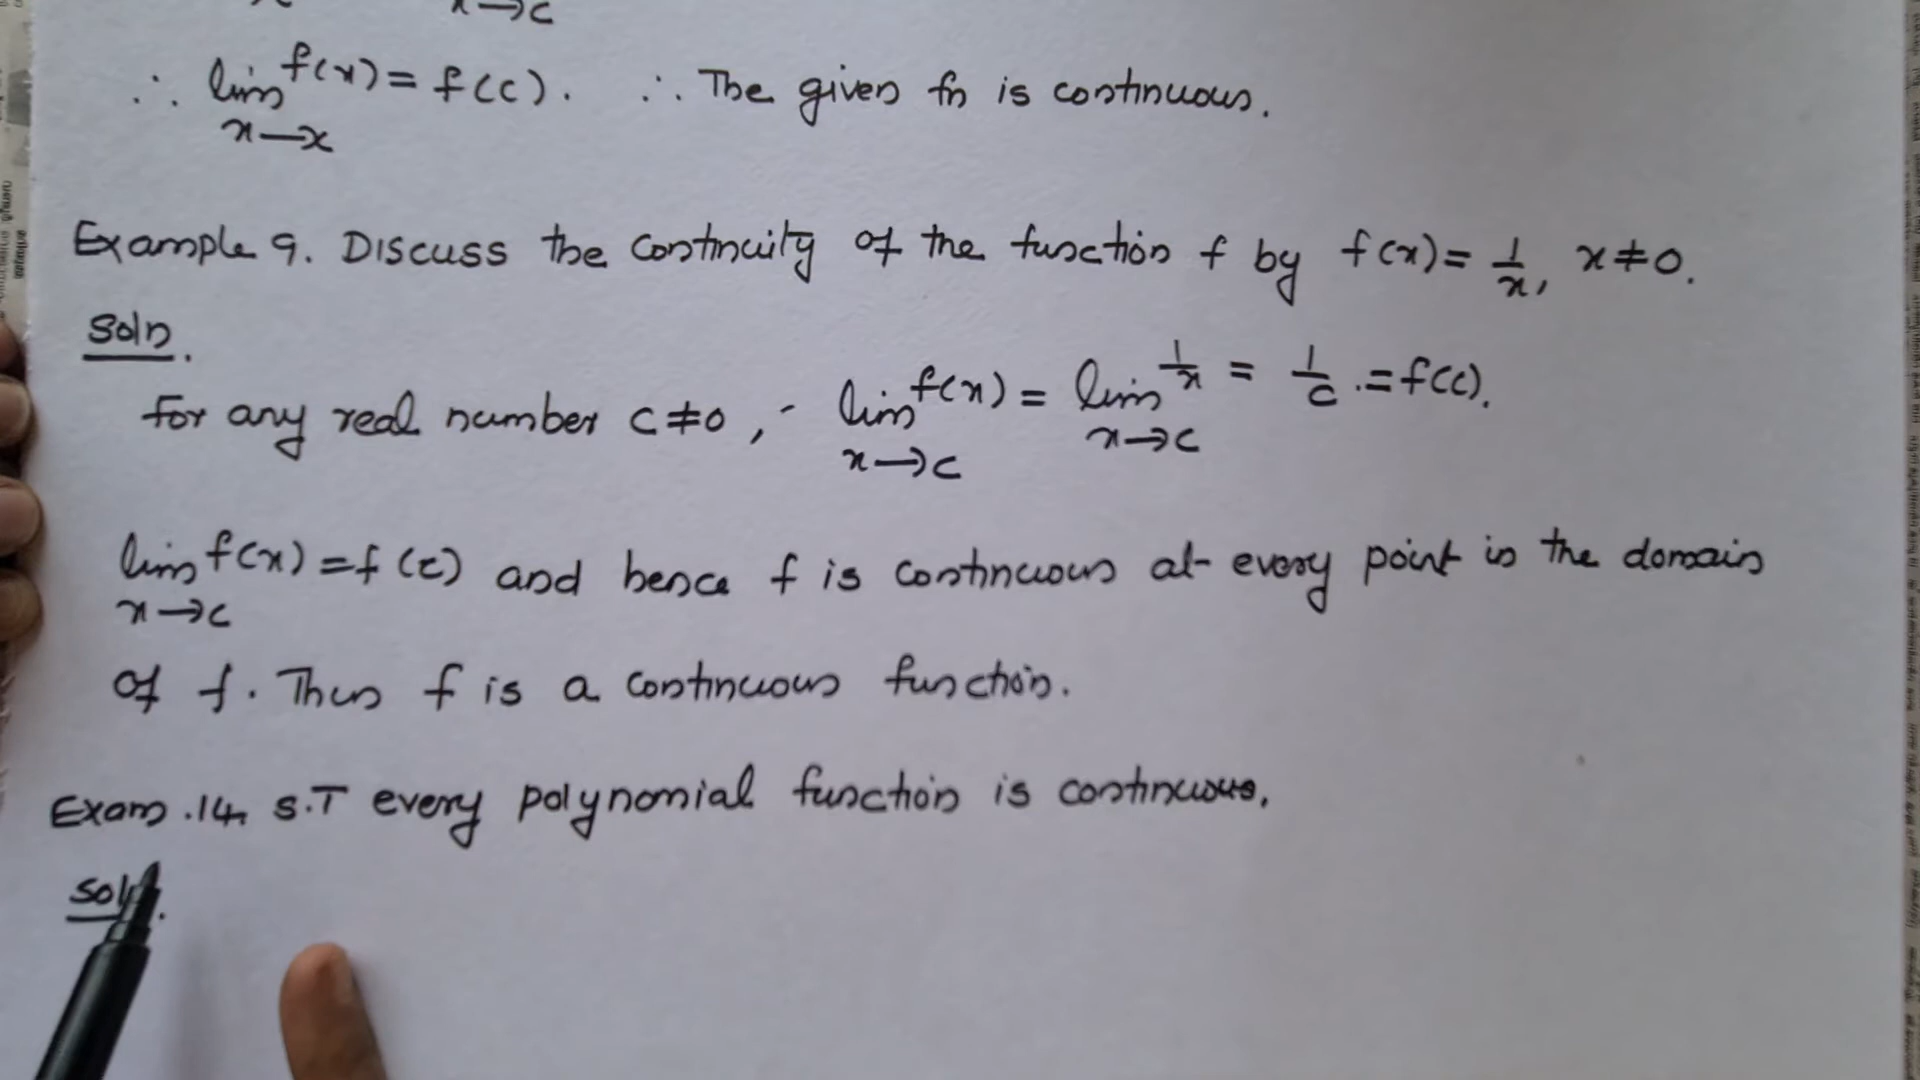 x→c
∴ lim f(x) = f(c). ∴ The given fn is continuous.
x→x
Example 9. Discuss the continuity of the function f by f(x) = 1/x, x≠0.
Soln.
For any real number c≠0, lim f(x) = lim 1/x = 1/c. = f(c).
x→c x→c
lim f(x) = f(c) and hence f is continuous at every point in the domain
x→c
of f. Thus f is a continuous function.
Exam. 14, S.T every polynomial function is continuous.
Soln.